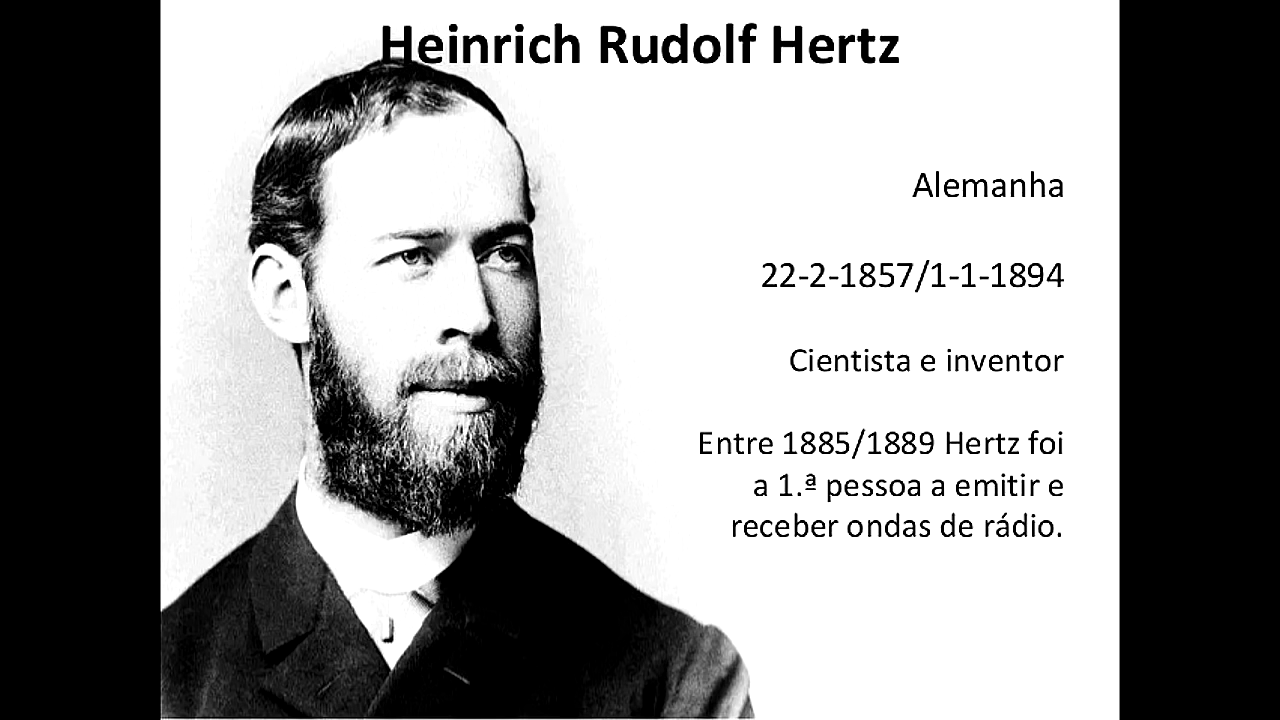 Heinrich Rudolf Hertz
Alemanha
22-2-1857/1-1-1894
Cientista e inventor
Entre 1885/1889 Hertz foi
a 1.ª pessoa a emitir e
receber ondas de rádio.